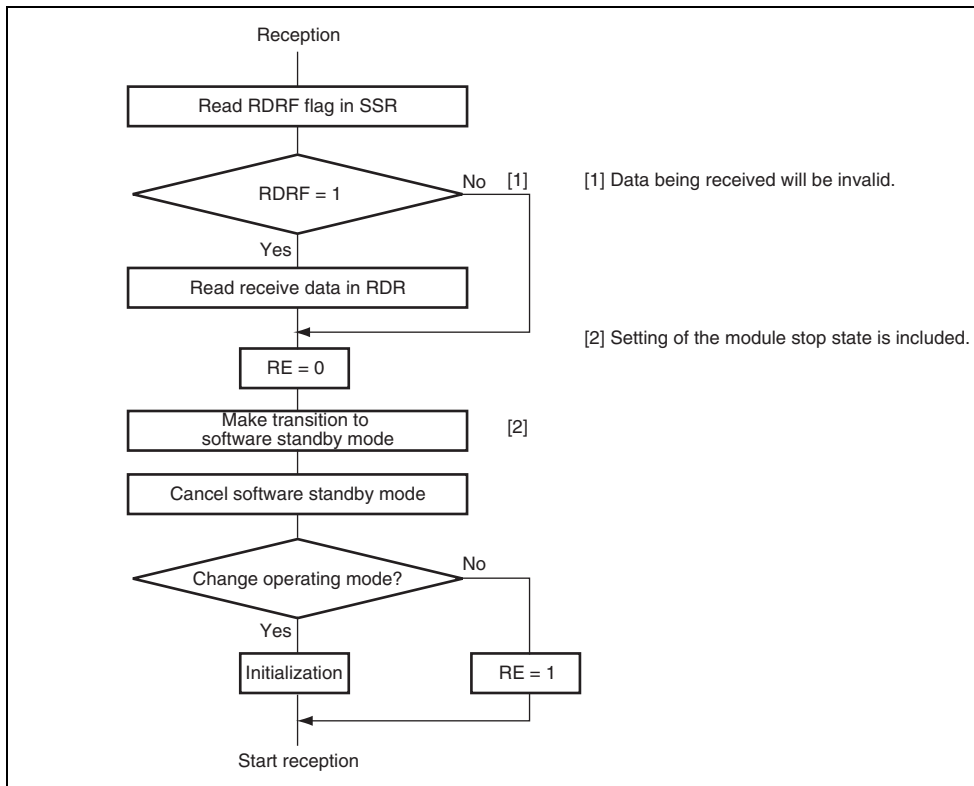 Reception
Read RDRF flag in SSR
RDRF = 1
No
[1]
[1] Data being received will be invalid.
Yes
Read receive data in RDR
[2] Setting of the module stop state is included.
RE = 0
Make transition to
software standby mode
[2]
Cancel software standby mode
Change operating mode?
No
Yes
Initialization
RE = 1
Start reception